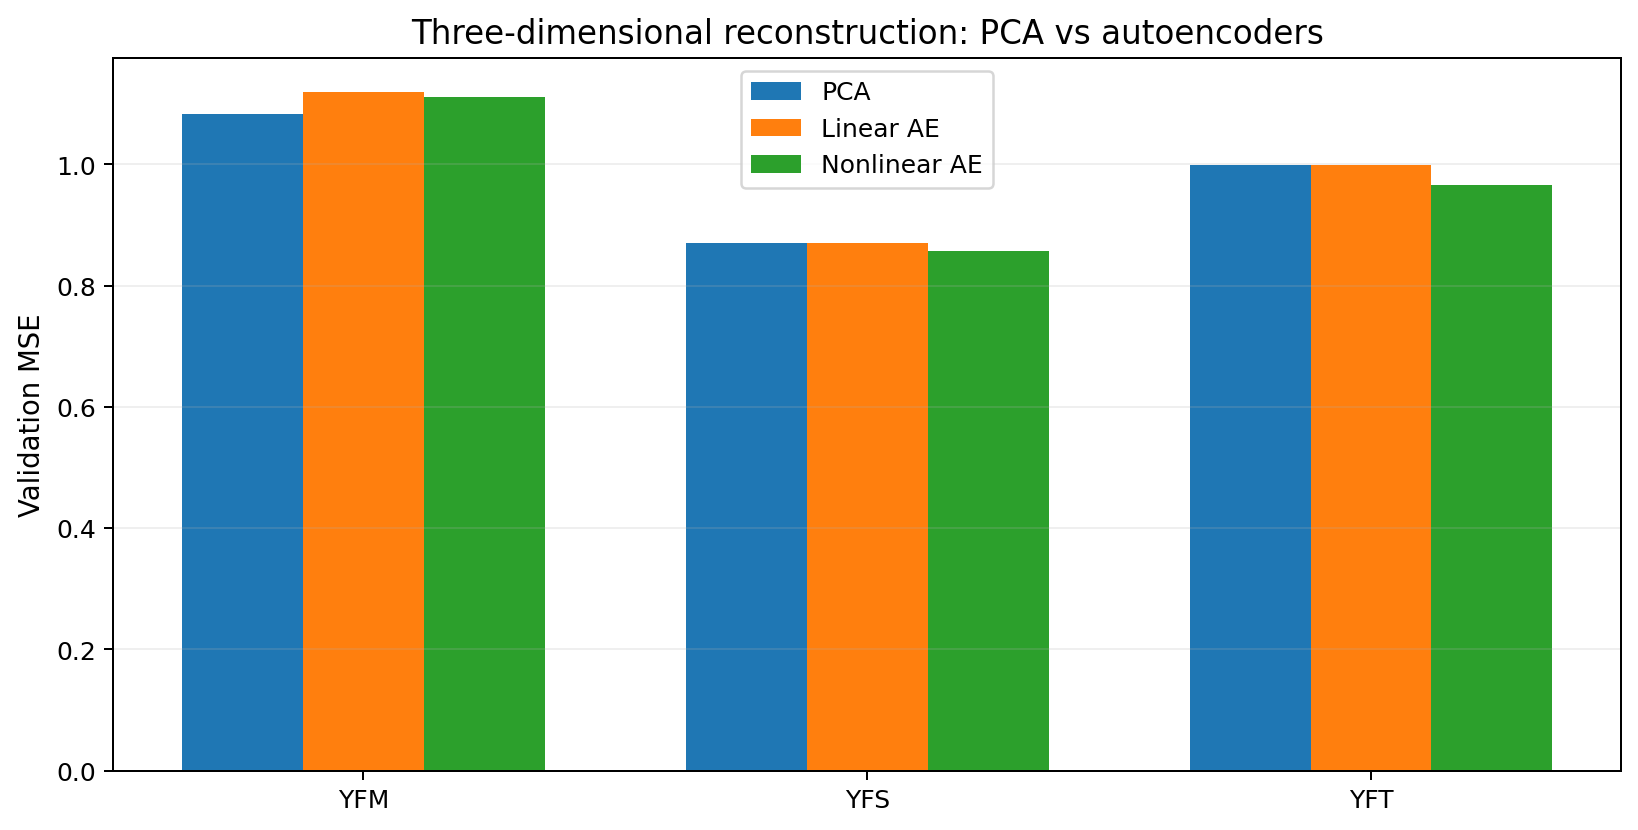 Three-dimensional reconstruction: PCA vs autoencoders
PCA
Linear AE
Nonlinear AE
Validation MSE
1.0
0.8
0.6
0.4
0.2
0.0
YFM
YFS
YFT